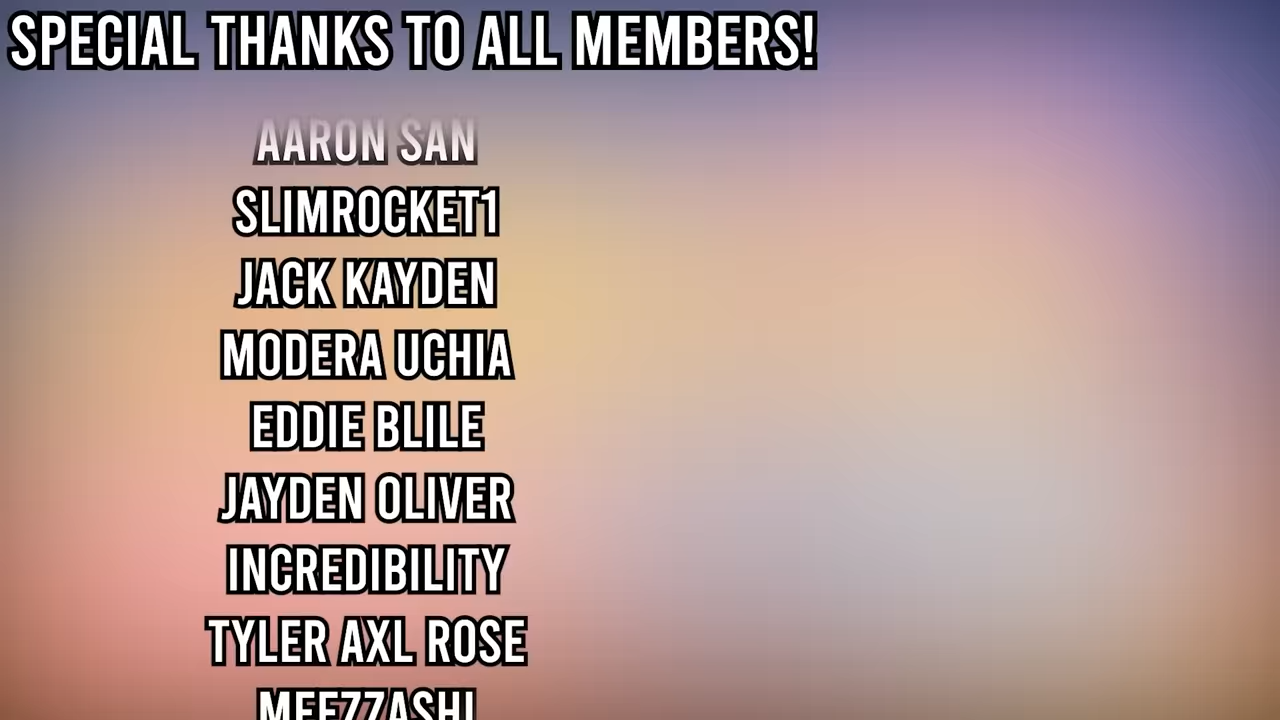 SPECIAL THANKS TO ALL MEMBERS!
AARON SAN
SLIMROCKET1
JACK KAYDEN
MODERA UCHIA
EDDIE BLILE
JAYDEN OLIVER
INCREDIBILITY
TYLER AXL ROSE
MEEZZASHI